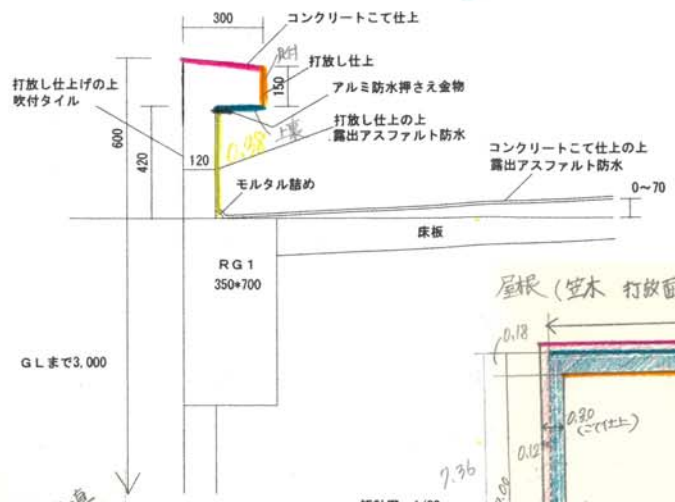 300
コンクリートこて仕上
打放し仕上
150
アルミ防水押さえ金物
打放し仕上げの上
吹付タイル
打放し仕上の上
露出アスファルト防水
600
420
120
0.38
上裏
コンクリートこて仕上の上
露出アスファルト防水
モルタル詰め
0～70
床板
RG1
350*700
屋根(笠木 打放面
0.18
GLまで3,000
0.30
(こて仕上)
0.12
7.36